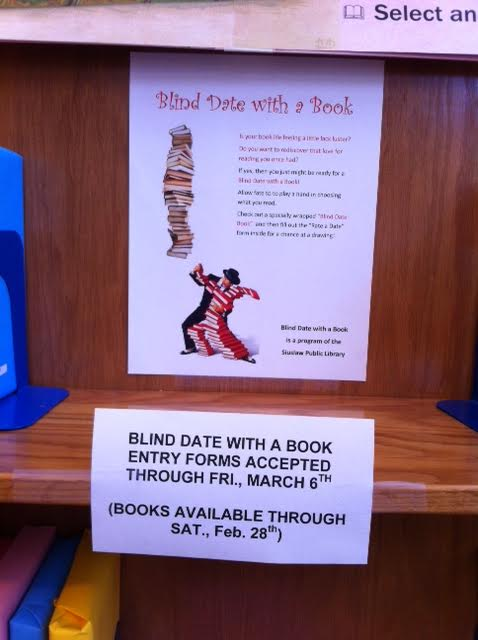 Select an
Blind Date with a Book
Is your book life feeling a little lack luster?
Do you want to rediscover that love for
reading you once had?
If yes, then you just might be ready for a
Blind Date with a Book!
Allow fate to to play a hand in choosing
what you read.
Check out a specially wrapped "Blind Date
Book" and then fill out the "Rate a Date"
form inside for a chance at a drawing!
Blind Date with a Book
is a program of the
Siuslaw Public Library
BLIND DATE WITH A BOOK
ENTRY FORMS ACCEPTED
THROUGH FRI., MARCH 6TH
(BOOKS AVAILABLE THROUGH
SAT., Feb. 28th)